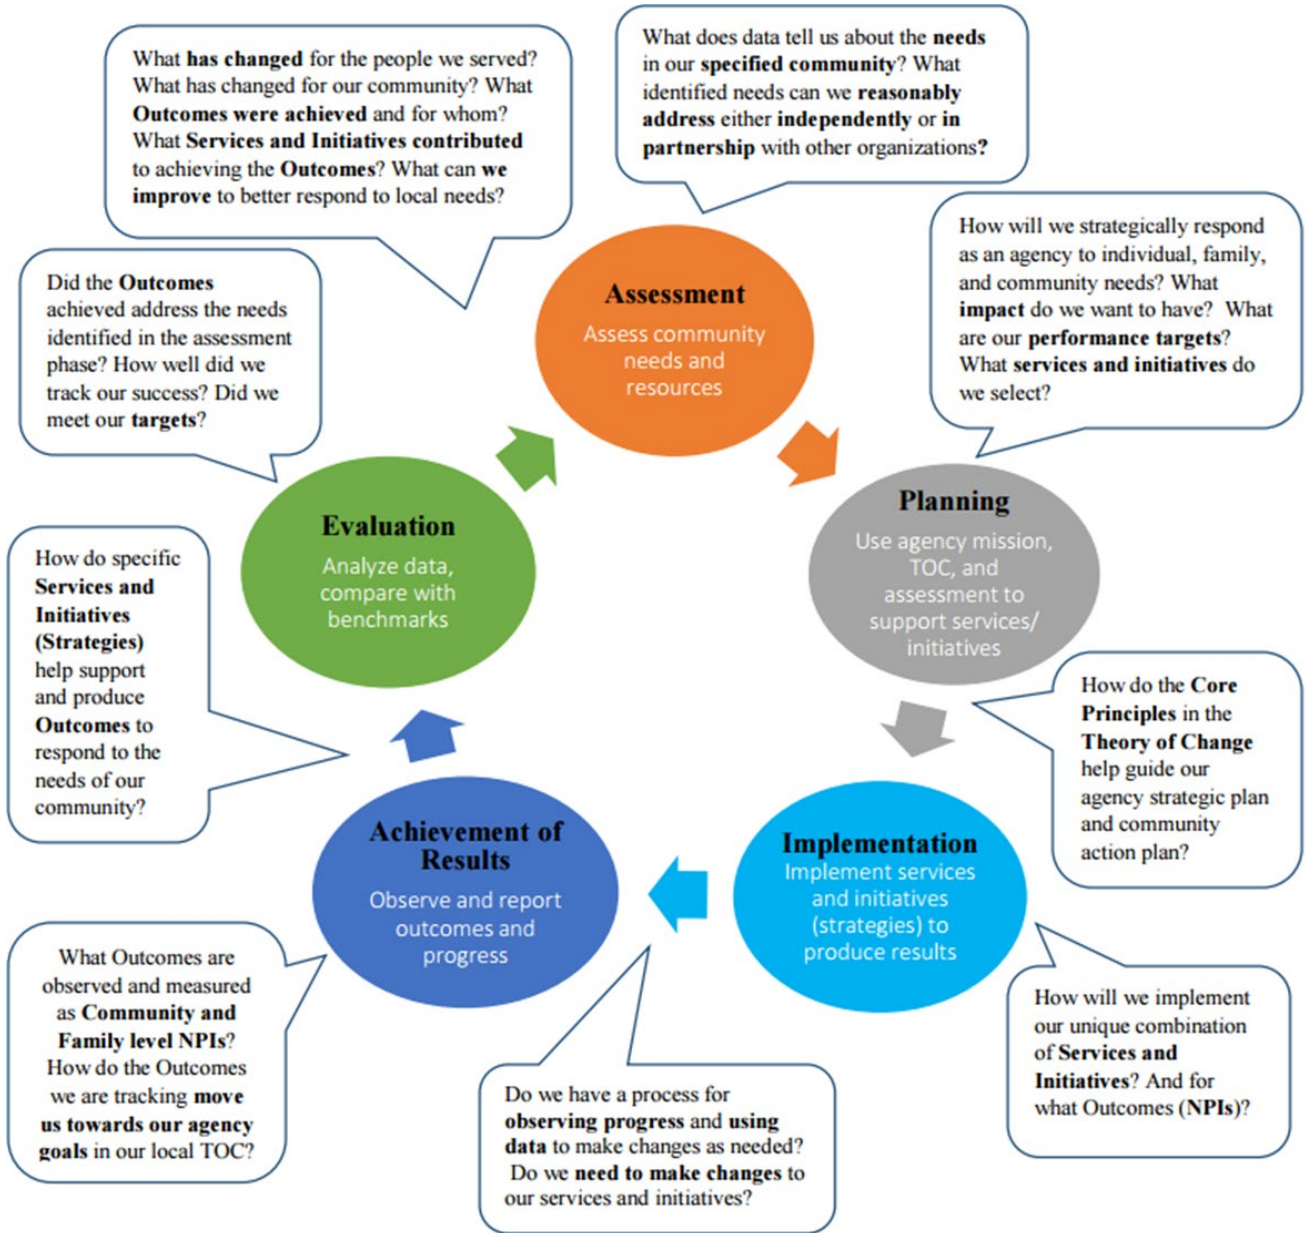 What has changed for the people we served?
What has changed for our community? What
Outcomes were achieved and for whom?
What Services and Initiatives contributed
to achieving the Outcomes? What can we
improve to better respond to local needs?
What does data tell us about the needs
in our specified community? What
identified needs can we reasonably
address either independently or in
partnership with other organizations?
How will we strategically respond
as an agency to individual, family,
and community needs? What
impact do we want to have?  What
are our performance targets?
What services and initiatives do
we select?
Did the Outcomes
achieved address the needs
identified in the assessment
phase? How well did we
track our success? Did we
meet our targets?
Assessment
Assess community
needs and
resources
Evaluation
Analyze data,
compare with
benchmarks
Planning
Use agency mission,
TOC, and
assessment to
support services/
initiatives
How do specific
Services and
Initiatives
(Strategies)
help support
and produce
Outcomes to
respond to the
needs of our
community?
How do the Core
Principles in the
Theory of Change
help guide our
agency strategic plan
and community
action plan?
Achievement of
Results
Observe and report
outcomes and
progress
Implementation
Implement services
and initiatives
(strategies) to
produce results
What Outcomes are
observed and measured
as Community and
Family level NPIs?
How do the Outcomes
we are tracking move
us towards our agency
goals in our local TOC?
Do we have a process for
observing progress and using
data to make changes as needed?
Do we need to make changes to
our services and initiatives?
How will we implement
our unique combination
of Services and
Initiatives? And for
what Outcomes (NPIs)?